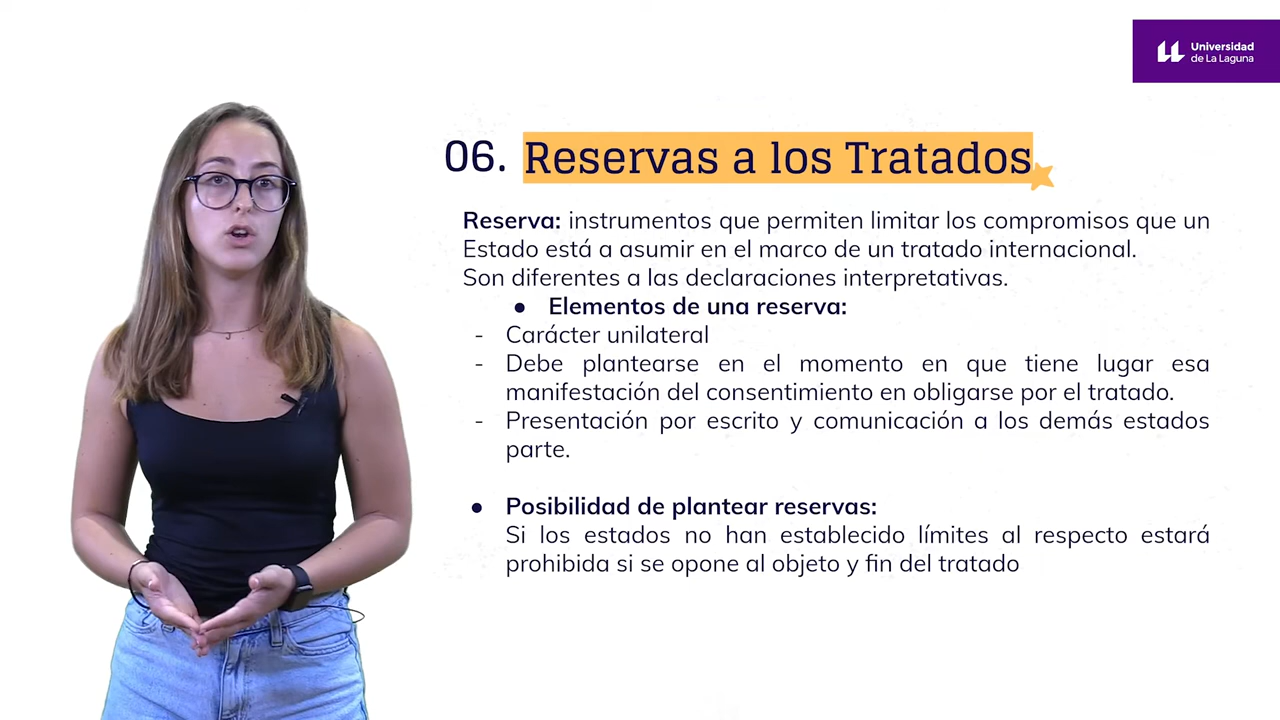 Universidad
de La Laguna
06. Reservas a los Tratados
Reserva: instrumentos que permiten limitar los compromisos que un
Estado está a asumir en el marco de un tratado internacional.
Son diferentes a las declaraciones interpretativas.
● Elementos de una reserva:
- Carácter unilateral
- Debe plantearse en el momento en que tiene lugar esa
manifestación del consentimiento en obligarse por el tratado.
- Presentación por escrito y comunicación a los demás estados
parte.
● Posibilidad de plantear reservas:
Si los estados no han establecido límites al respecto estará
prohibida si se opone al objeto y fin del tratado